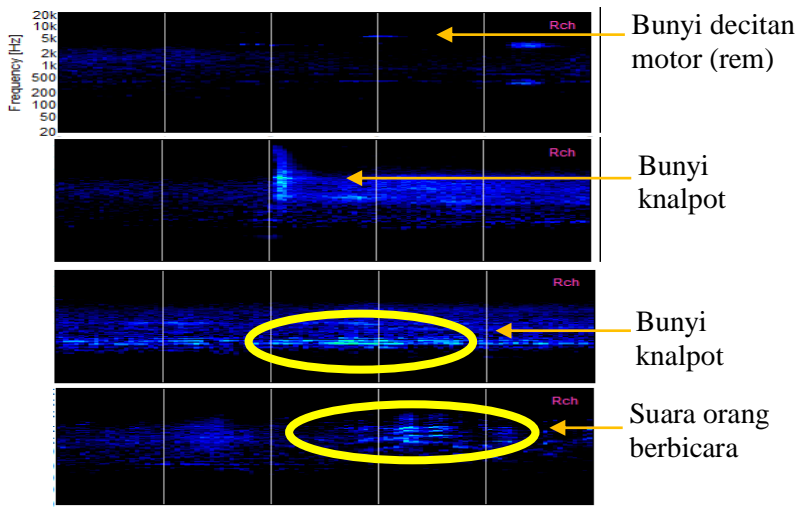 20k
10k
5k
2k
1k
500
200
100
50
20
Frequency [Hz]
Rch
Bunyi decitan
motor (rem)
Rch
Bunyi
knalpot
Rch
Bunyi
knalpot
Rch
Suara orang
berbicara